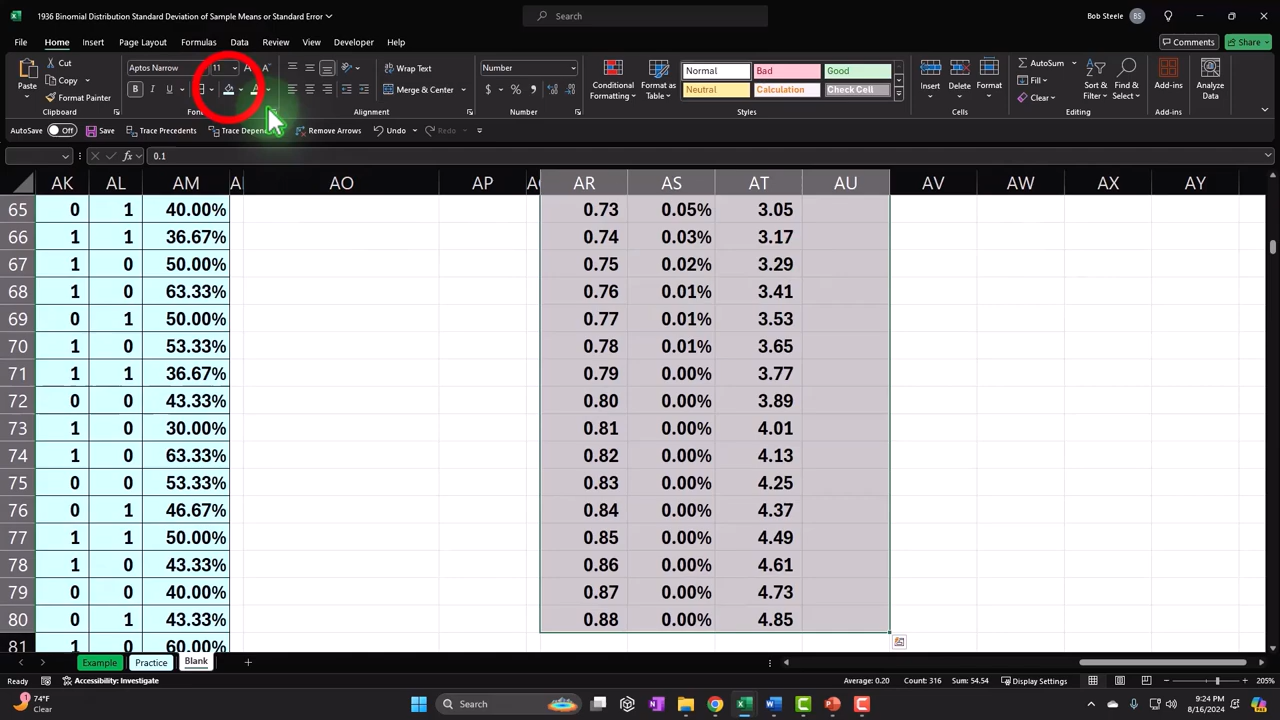 1936 Binomial Distribution Standard Deviation of Sample Means or Standard Error
Search
Bob Steele BS
File Home Insert Page Layout Formulas Data Review View Developer Help
Comments Share
Paste
Cut
Copy
Format Painter
Clipboard
Aptos Narrow 11
B I U
Font
Wrap Text
Merge & Center
Alignment
Number
$ % 9
Number
Conditional Formatting
Format as Table
Normal Bad Good
Neutral Calculation Check Cell
Styles
Insert Delete Format
Cells
AutoSum
Fill
Clear
Sort & Filter
Find & Select
Editing
Add-ins
Add-ins
Analyze Data
AutoSave Off Save Trace Precedents Trace Remove Arrows Undo Redo
fx 0.1
AK AL AM AO AP AR AS AT AU AV AW AX AY
65 0 1 40.00% 0.73 0.05% 3.05
66 1 1 36.67% 0.74 0.03% 3.17
67 1 0 50.00% 0.75 0.02% 3.29
68 1 0 63.33% 0.76 0.01% 3.41
69 0 1 50.00% 0.77 0.01% 3.53
70 1 0 53.33% 0.78 0.01% 3.65
71 1 1 36.67% 0.79 0.00% 3.77
72 0 0 43.33% 0.80 0.00% 3.89
73 1 0 30.00% 0.81 0.00% 4.01
74 1 0 63.33% 0.82 0.00% 4.13
75 0 0 53.33% 0.83 0.00% 4.25
76 0 1 46.67% 0.84 0.00% 4.37
77 1 1 50.00% 0.85 0.00% 4.49
78 1 0 43.33% 0.86 0.00% 4.61
79 0 0 40.00% 0.87 0.00% 4.73
80 0 1 43.33% 0.88 0.00% 4.85
81 1 0 60.00%
Example Practice Blank
Ready Accessibility: Investigate Average: 0.20 Count: 316 Sum: 54.54 Display Settings 205%
1 74°F
Clear
Search
9:24 PM
8/16/2024